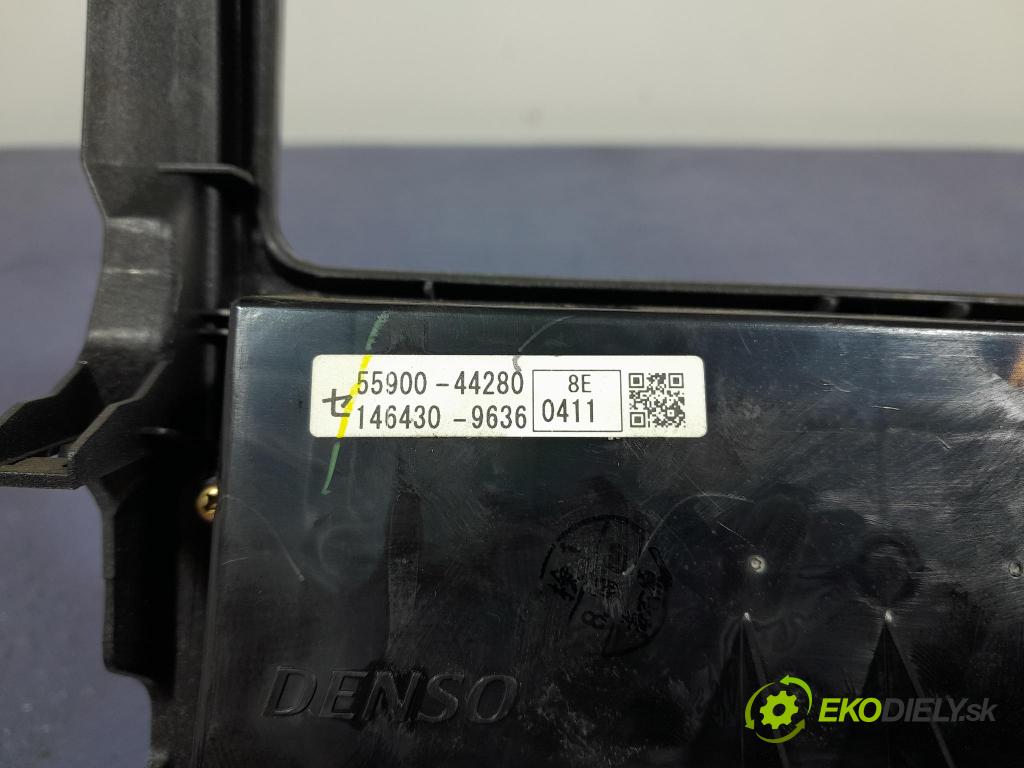 セ
55900 - 44280
146430 - 9636
8E
0411
DENSO
EKODIELY.sk